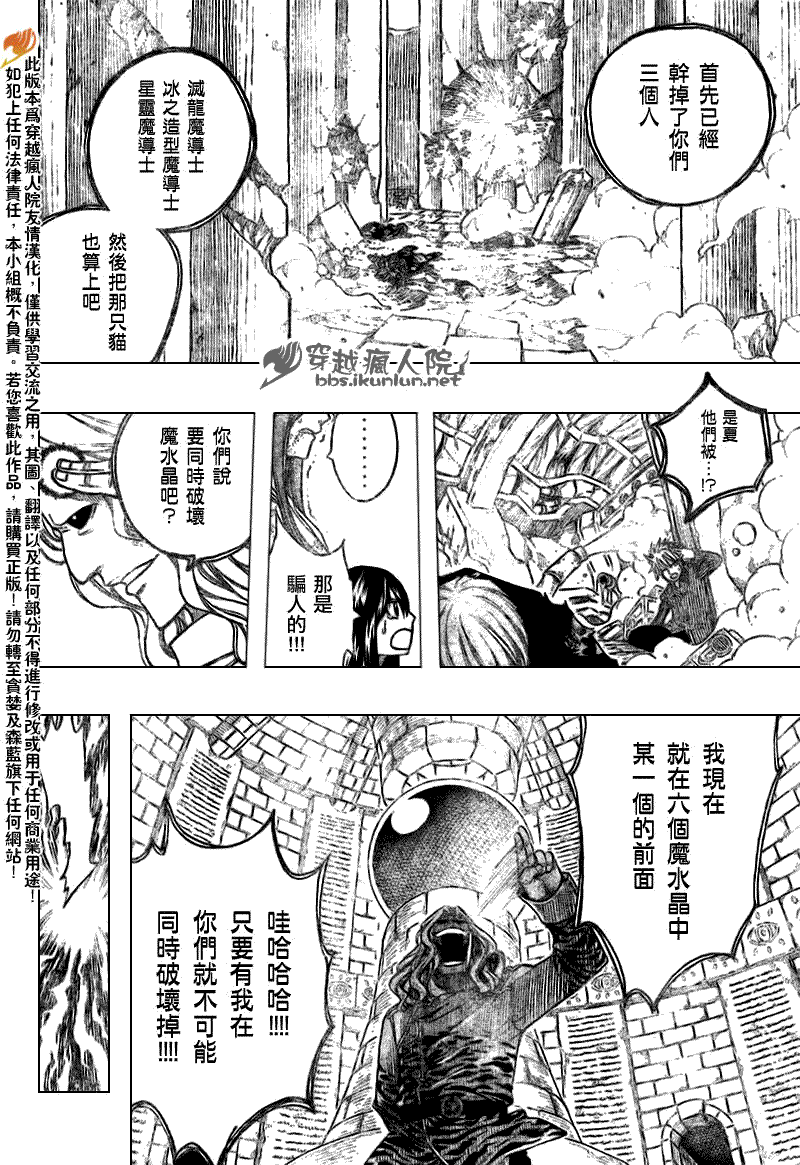 首先已經
幹掉了你們
三個人
滅龍魔導士
冰之造型魔導士
星靈魔導士
然後把那只貓
也算上吧
穿越瘋人院
bbs.ikunlun.net
是夏
他們被…!?
……
那是
騙人的!!!
你們說
要同時破壞
魔水晶吧？
我現在
就在六個魔水晶中
某一個的前面
哇哈哈哈!!!!
只要有我在
你們就不可能
同時破壞掉!!!!
此版本爲穿越瘋人院友情漢化，僅供學習交流之用，其圖、翻譯以及任何部分不得進行修改或用于任何商業用途！
如犯上任何法律責任，本小組概不負責。若您喜歡此作品，請購買正版！請勿轉至貪婪及森藍旗下任何網站！